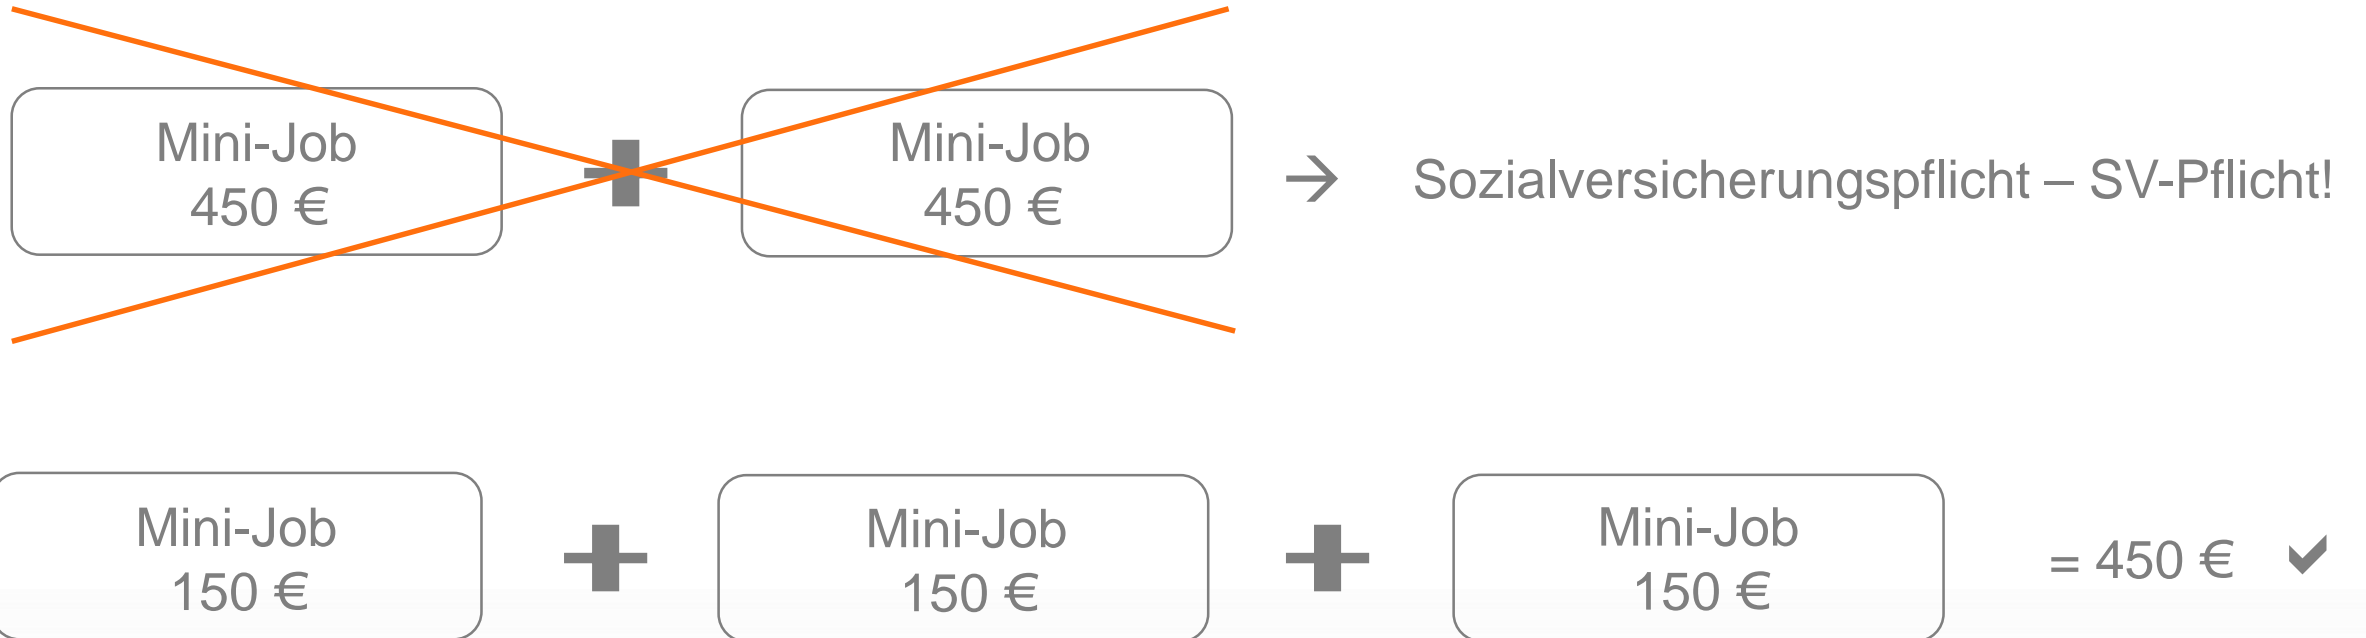 Mini-Job
450 €
Mini-Job
450 €
→ Sozialversicherungspflicht – SV-Pflicht!
Mini-Job
150 €
Mini-Job
150 €
Mini-Job
150 €
= 450 € ✔